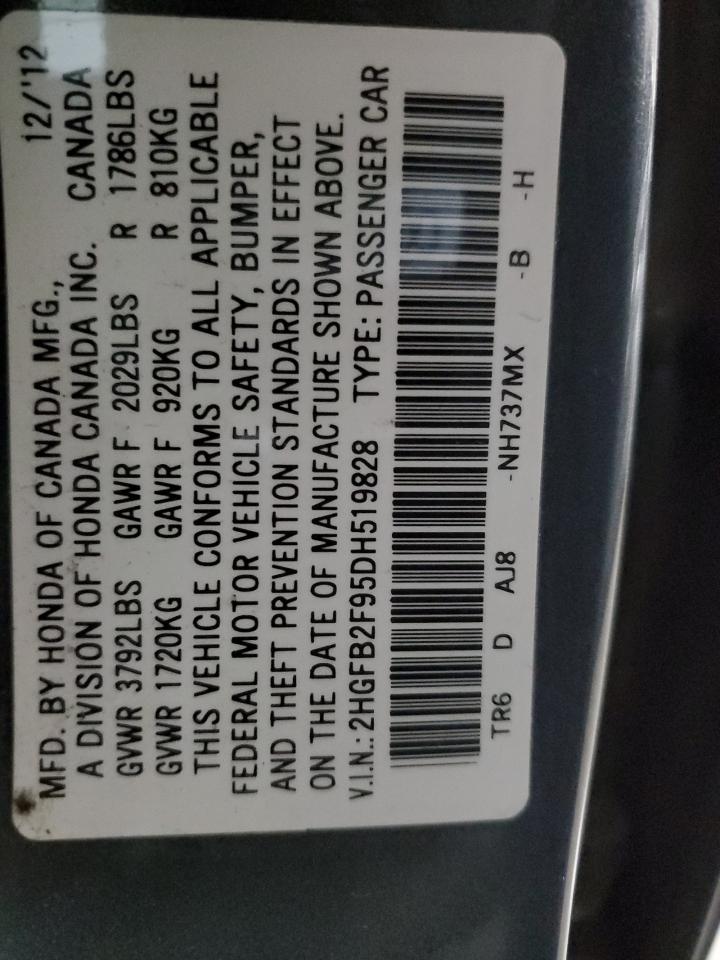 MFD. BY HONDA OF CANADA MFG., 12/'12
A DIVISION OF HONDA CANADA INC. CANADA
GVWR 3792LBS GAWR F 2029LBS R 1786LBS
GVWR 1720KG GAWR F 920KG R 810KG
THIS VEHICLE CONFORMS TO ALL APPLICABLE
FEDERAL MOTOR VEHICLE SAFETY, BUMPER,
AND THEFT PREVENTION STANDARDS IN EFFECT
ON THE DATE OF MANUFACTURE SHOWN ABOVE.
V.I.N.: 2HGFB2F95DH519828 TYPE: PASSENGER CAR
TR6 D AJ8 -NH737MX -B -H